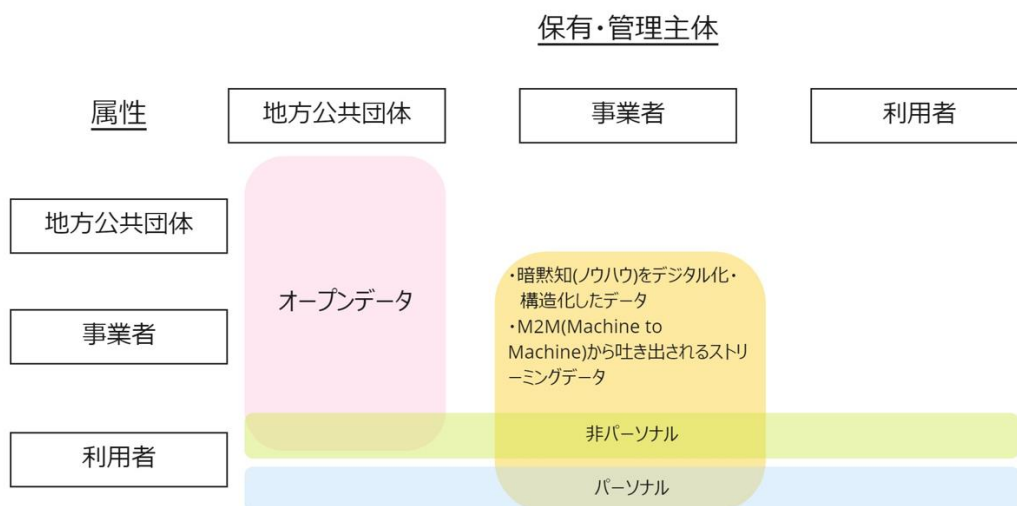 保有・管理主体
属性
地方公共団体
事業者
利用者
地方公共団体
オープンデータ
・暗黙知(ノウハウ)をデジタル化・
構造化したデータ
・M2M(Machine to
Machine)から吐き出されるストリ
ーミングデータ
事業者
非パーソナル
利用者
パーソナル